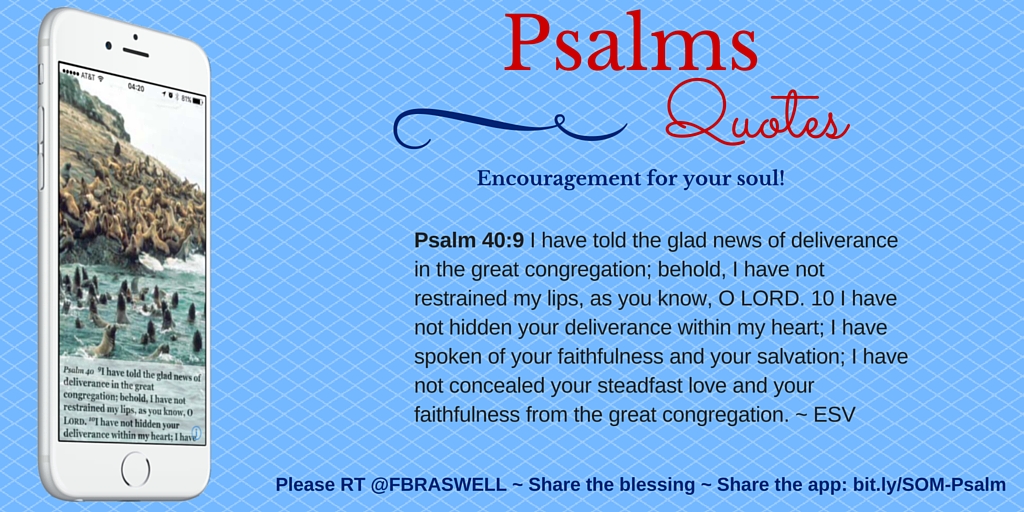 AT&T
04:20
81%
Psalm 40 ⁹I have told the glad news of
deliverance in the great
congregation; behold, I have not
restrained my lips, as you know, O
LORD. ¹⁰I have not hidden your
deliverance within my heart; I have
Psalms
Quotes
Encouragement for your soul!
Psalm 40:9 I have told the glad news of deliverance
in the great congregation; behold, I have not
restrained my lips, as you know, O LORD. 10 I have
not hidden your deliverance within my heart; I have
spoken of your faithfulness and your salvation; I have
not concealed your steadfast love and your
faithfulness from the great congregation. ~ ESV
Please RT @FBRASWELL ~ Share the blessing ~ Share the app: bit.ly/SOM-Psalm